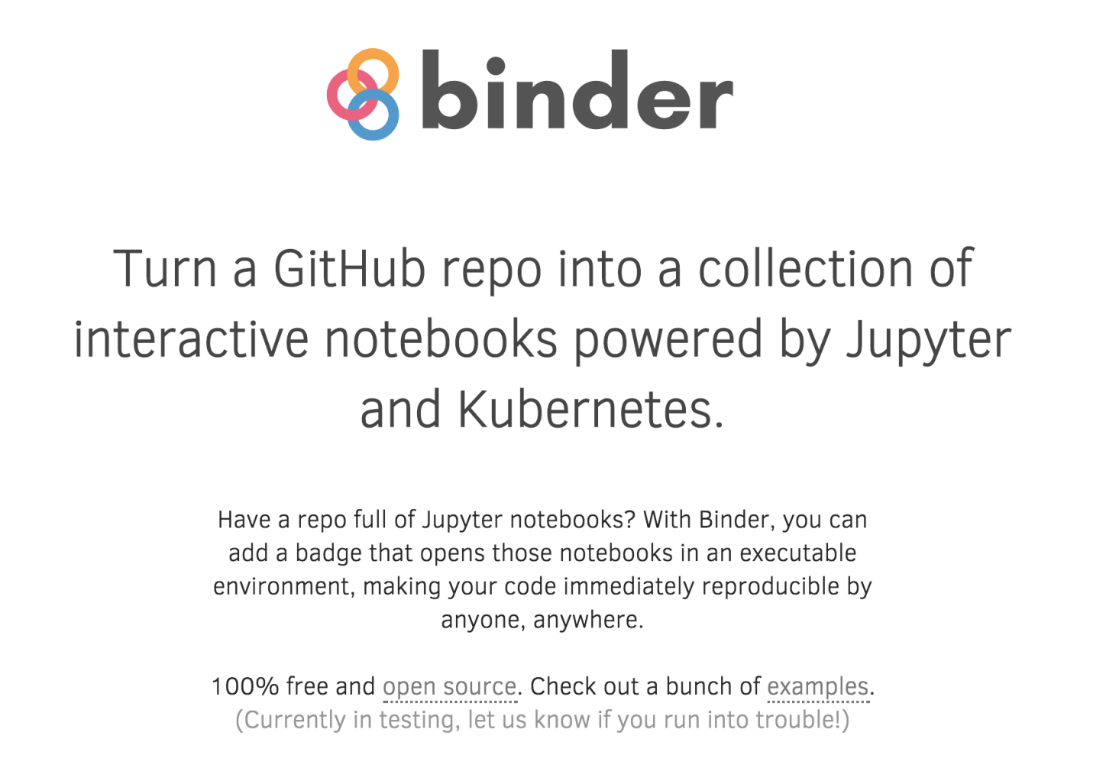 binder
Turn a GitHub repo into a collection of
interactive notebooks powered by Jupyter
and Kubernetes.
Have a repo full of Jupyter notebooks? With Binder, you can
add a badge that opens those notebooks in an executable
environment, making your code immediately reproducible by
anyone, anywhere.
100% free and open source. Check out a bunch of examples.
(Currently in testing, let us know if you run into trouble!)